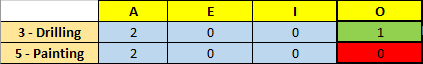 A E I O
3 - Drilling 2 0 0 1
5 - Painting 2 0 0 0